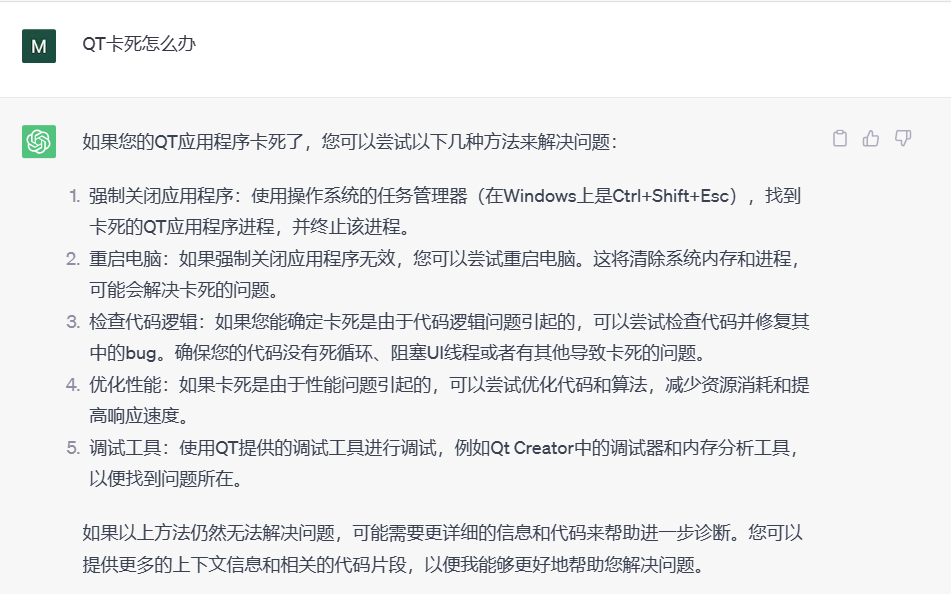 M
QT卡死怎么办
如果您的QT应用程序卡死了，您可以尝试以下几种方法来解决问题：
1. 强制关闭应用程序：使用操作系统的任务管理器（在Windows上是Ctrl+Shift+Esc），找到
卡死的QT应用程序进程，并终止该进程。
2. 重启电脑：如果强制关闭应用程序无效，您可以尝试重启电脑。这将清除系统内存和进程，
可能会解决卡死的问题。
3. 检查代码逻辑：如果您能确定卡死是由于代码逻辑问题引起的，可以尝试检查代码并修复其
中的bug。确保您的代码没有死循环、阻塞UI线程或者有其他导致卡死的问题。
4. 优化性能：如果卡死是由于性能问题引起的，可以尝试优化代码和算法，减少资源消耗和提
高响应速度。
5. 调试工具：使用QT提供的调试工具进行调试，例如Qt Creator中的调试器和内存分析工具，
以便找到问题所在。
如果以上方法仍然无法解决问题，可能需要更详细的信息和代码来帮助进一步诊断。您可以
提供更多的上下文信息和相关的代码片段，以便我能够更好地帮助您解决问题。